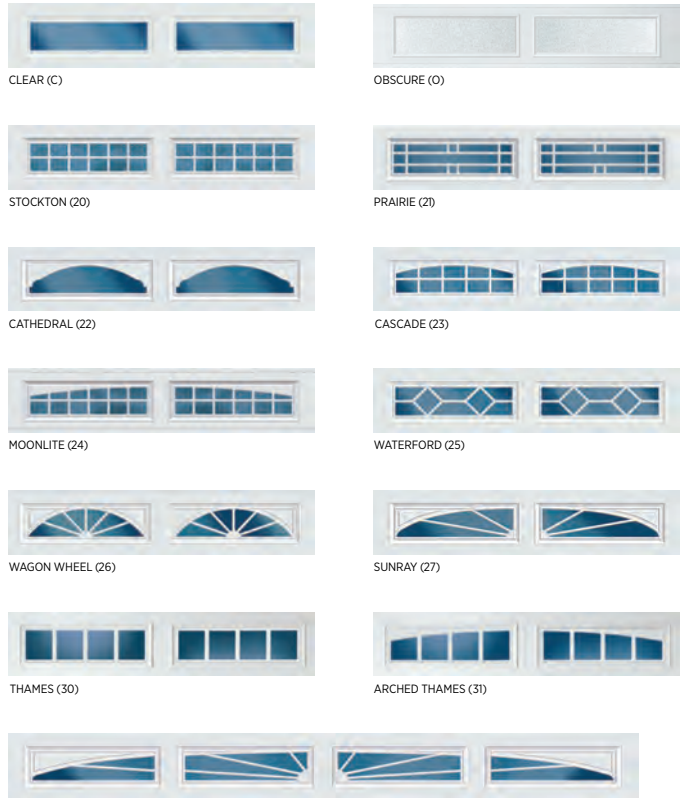 CLEAR (C)
OBSCURE (O)
STOCKTON (20)
PRAIRIE (21)
CATHEDRAL (22)
CASCADE (23)
MOONLITE (24)
WATERFORD (25)
WAGON WHEEL (26)
SUNRAY (27)
THAMES (30)
ARCHED THAMES (31)